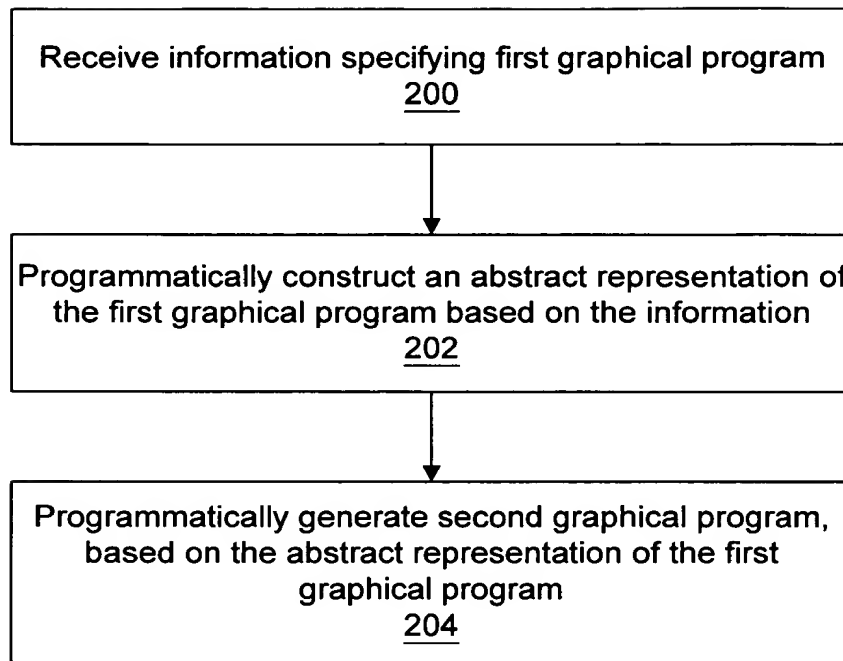 Receive information specifying first graphical program
200
Programmatically construct an abstract representation of
the first graphical program based on the information
202
Programmatically generate second graphical program,
based on the abstract representation of the first
graphical program
204